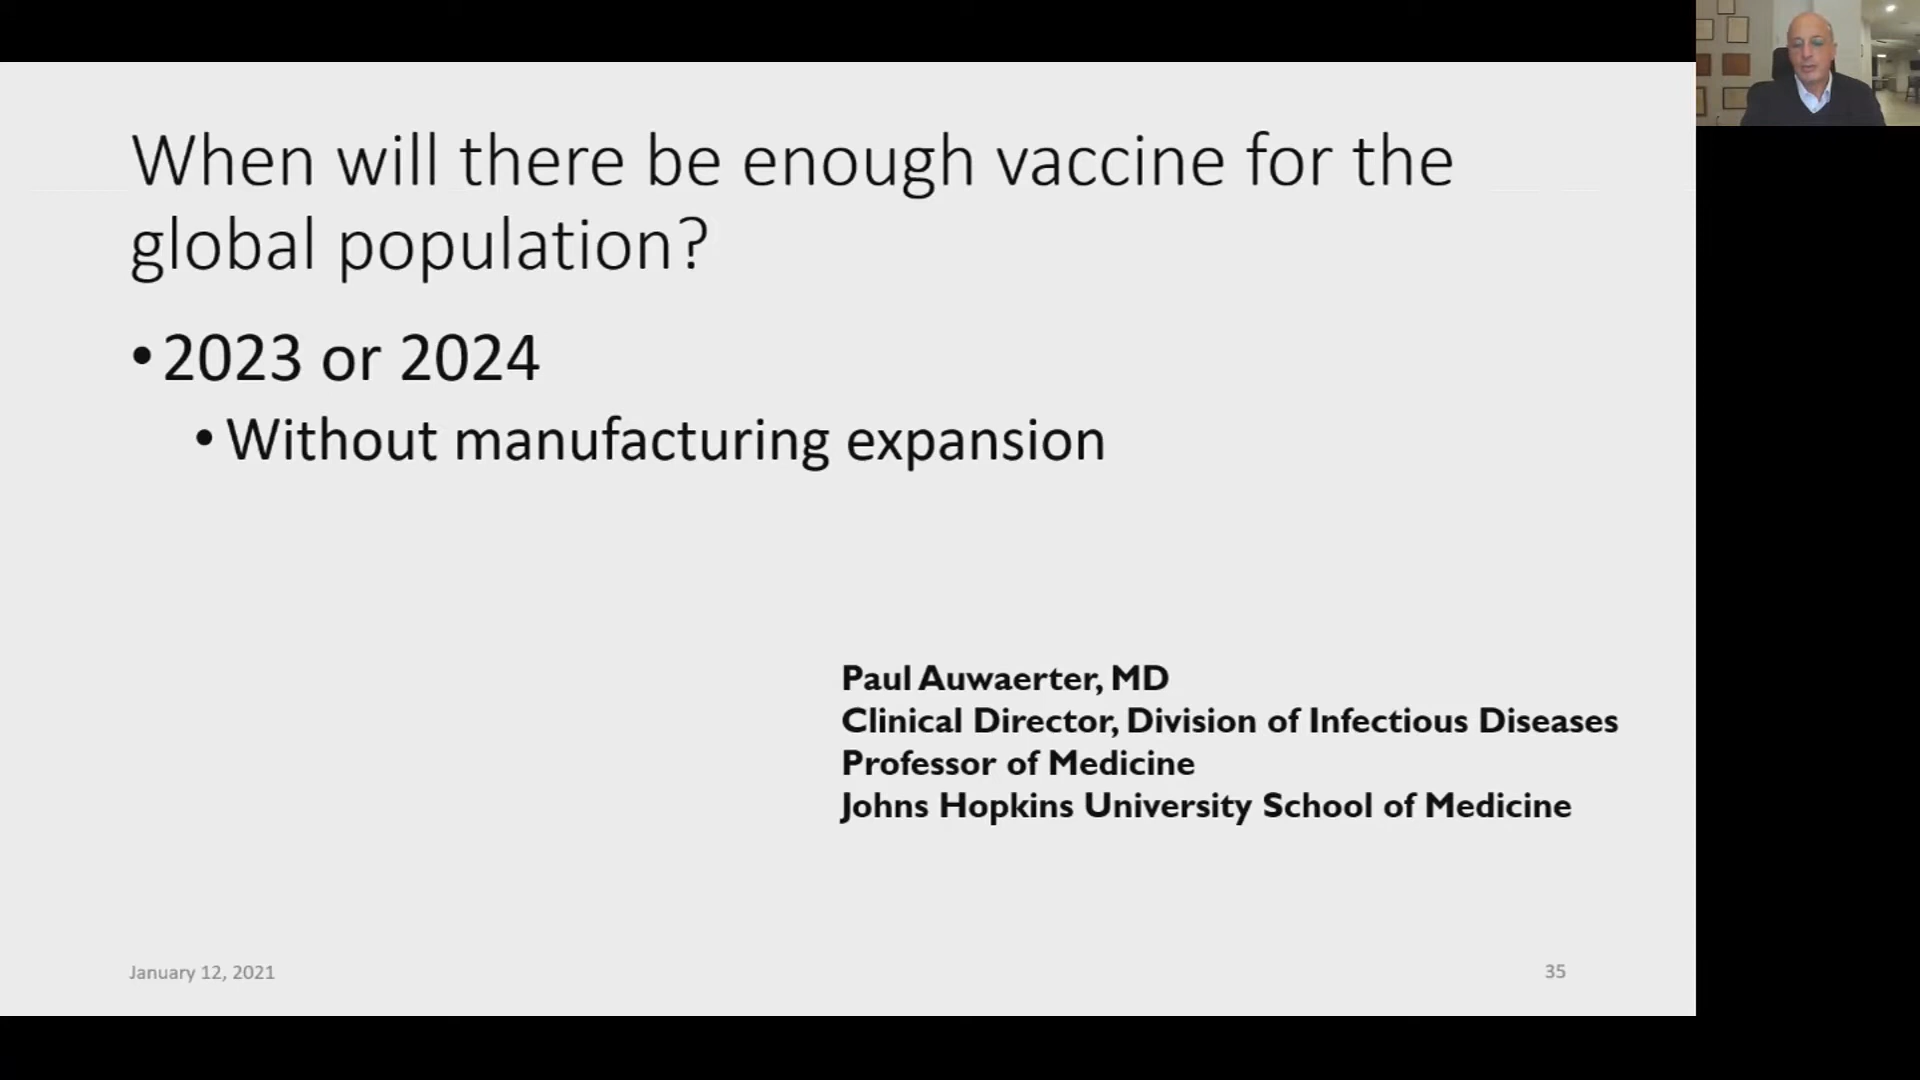 When will there be enough vaccine for the
global population?
• 2023 or 2024
• Without manufacturing expansion
Paul Auwaerter, MD
Clinical Director, Division of Infectious Diseases
Professor of Medicine
Johns Hopkins University School of Medicine
January 12, 2021
35